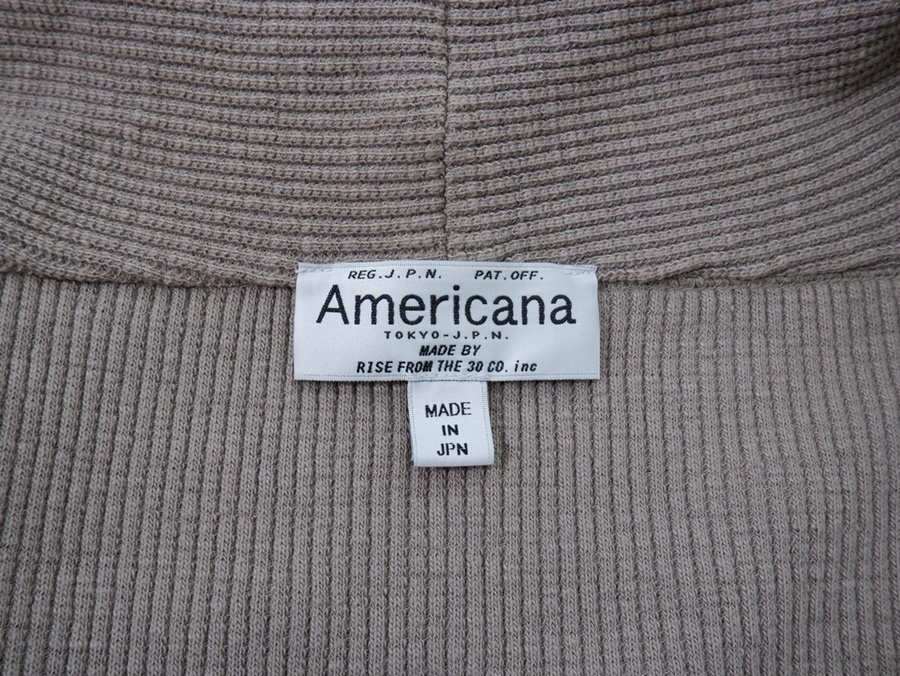 REG.J.P.N. PAT.OFF.
Americana
TOKYO-J.P.N.
MADE BY
RISE FROM THE 30 CO. inc
MADE
IN
JPN